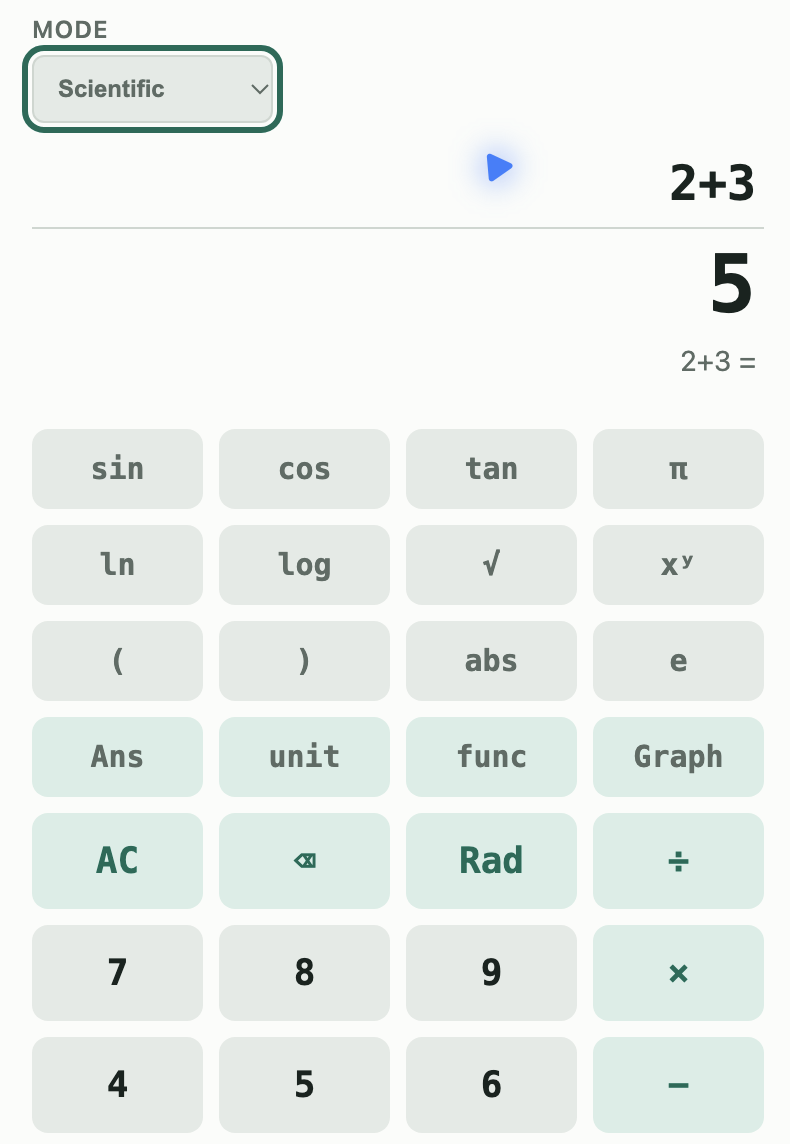 MODE
Scientific
2+3
5
2+3 =
sin cos tan π
ln log √ xʸ
( ) abs e
Ans unit func Graph
AC ⌫ Rad ÷
7 8 9 ×
4 5 6 −